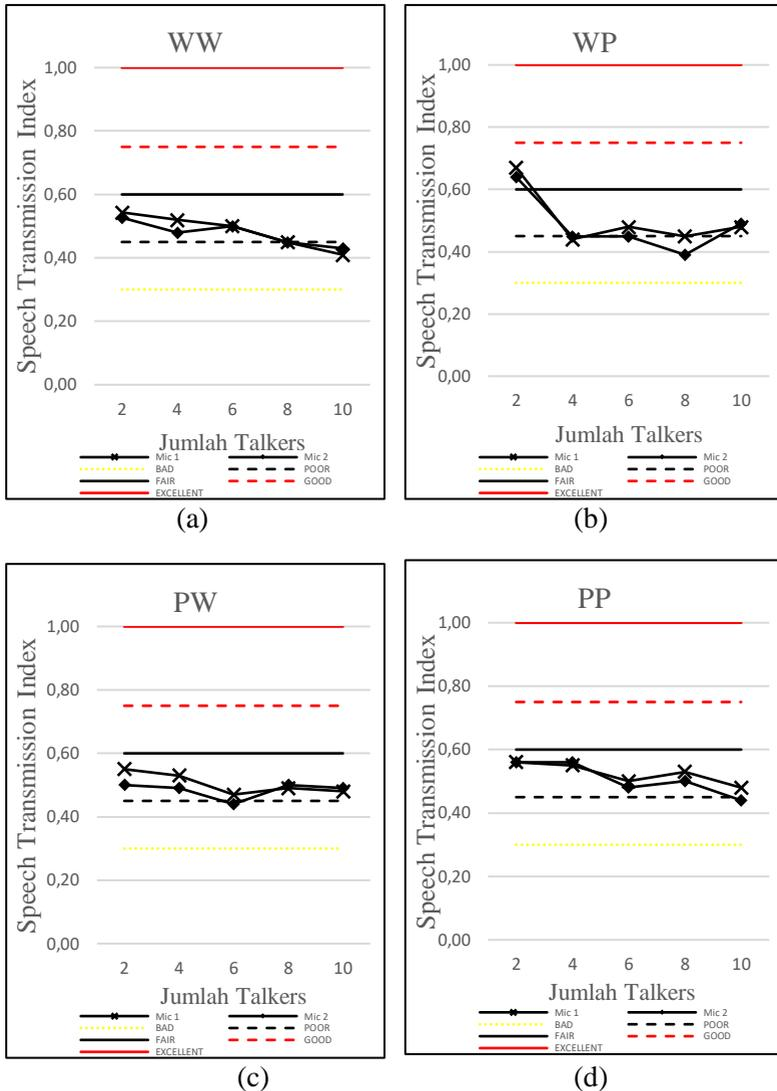 WW
Speech Transmission Index
1,00
0,80
0,60
0,40
0,20
0,00
2 4 6 8 10
Jumlah Talkers
Mic 1 Mic 2
BAD POOR
FAIR GOOD
EXCELLENT
(a)
WP
Speech Transmission Index
1,00
0,80
0,60
0,40
0,20
0,00
2 4 6 8 10
Jumlah Talkers
Mic 1 Mic 2
BAD POOR
FAIR GOOD
EXCELLENT
(b)
PW
Speech Transmission Index
1,00
0,80
0,60
0,40
0,20
0,00
2 4 6 8 10
Jumlah Talkers
Mic 1 Mic 2
BAD POOR
FAIR GOOD
EXCELLENT
(c)
PP
Speech Transmission Index
1,00
0,80
0,60
0,40
0,20
0,00
2 4 6 8 10
Jumlah Talkers
Mic 1 Mic 2
BAD POOR
FAIR GOOD
EXCELLENT
(d)